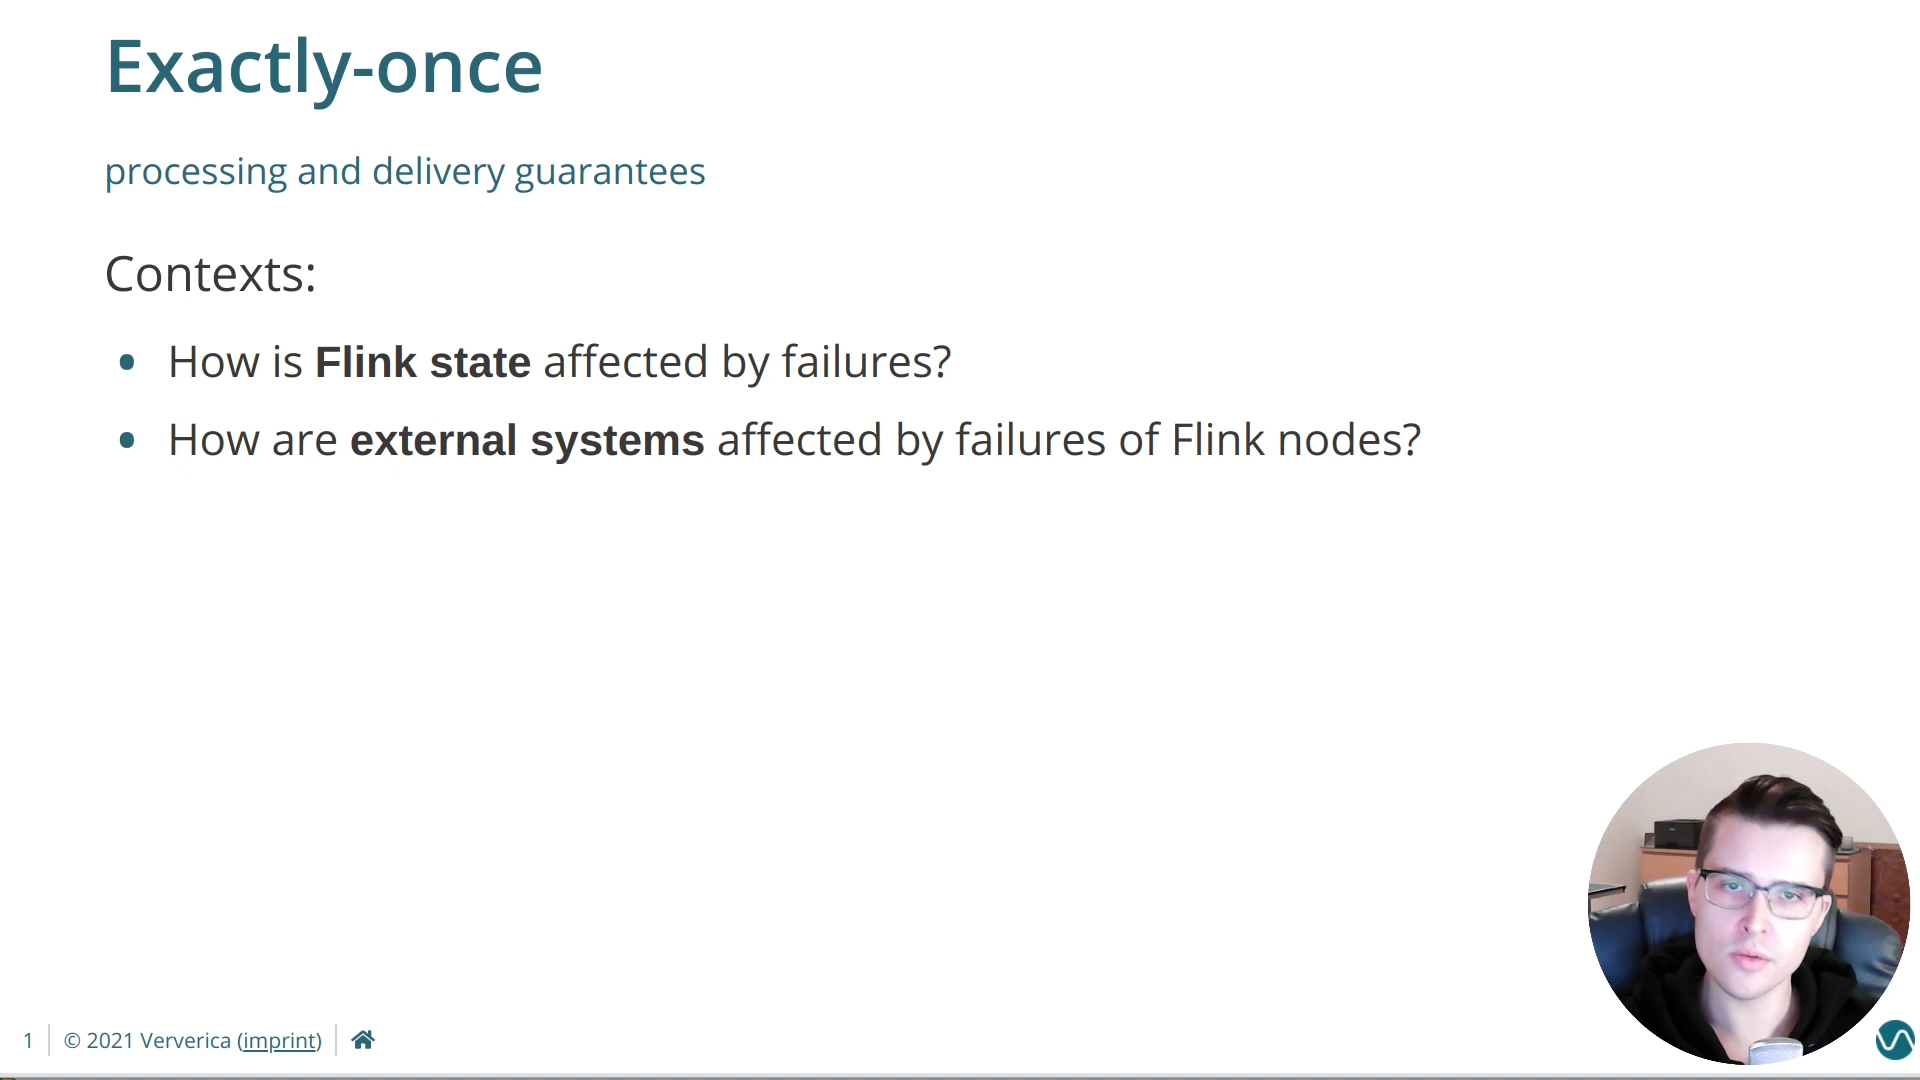 Exactly-once
processing and delivery guarantees
Contexts:
How is Flink state affected by failures?
How are external systems affected by failures of Flink nodes?
1 © 2021 Ververica (imprint)